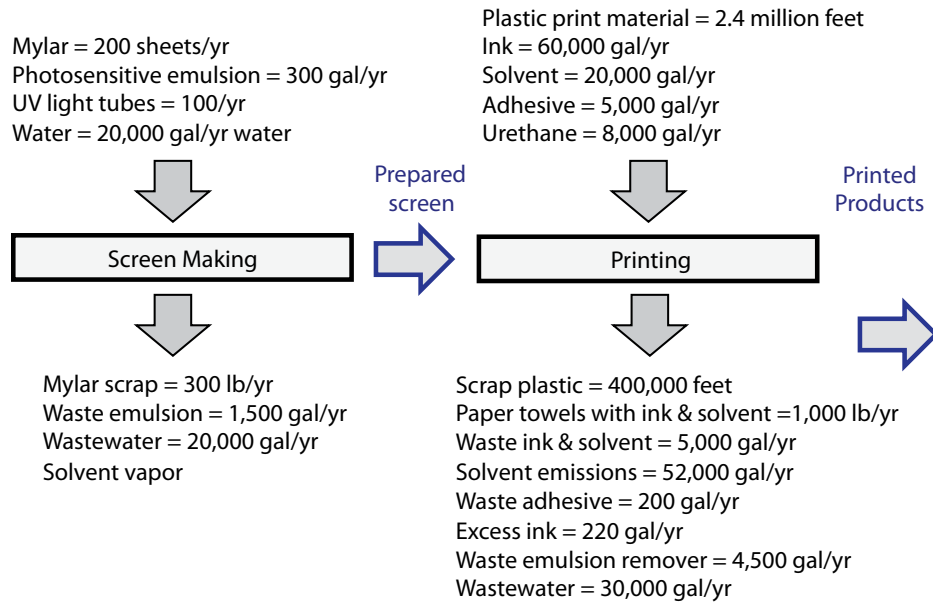 Mylar = 200 sheets/yr
Photosensitive emulsion = 300 gal/yr
UV light tubes = 100/yr
Water = 20,000 gal/yr water
Plastic print material = 2.4 million feet
Ink = 60,000 gal/yr
Solvent = 20,000 gal/yr
Adhesive = 5,000 gal/yr
Urethane = 8,000 gal/yr
Prepared
screen
Printed
Products
Screen Making
Printing
Mylar scrap = 300 lb/yr
Waste emulsion = 1,500 gal/yr
Wastewater = 20,000 gal/yr
Solvent vapor
Scrap plastic = 400,000 feet
Paper towels with ink & solvent =1,000 lb/yr
Waste ink & solvent = 5,000 gal/yr
Solvent emissions = 52,000 gal/yr
Waste adhesive = 200 gal/yr
Excess ink = 220 gal/yr
Waste emulsion remover = 4,500 gal/yr
Wastewater = 30,000 gal/yr